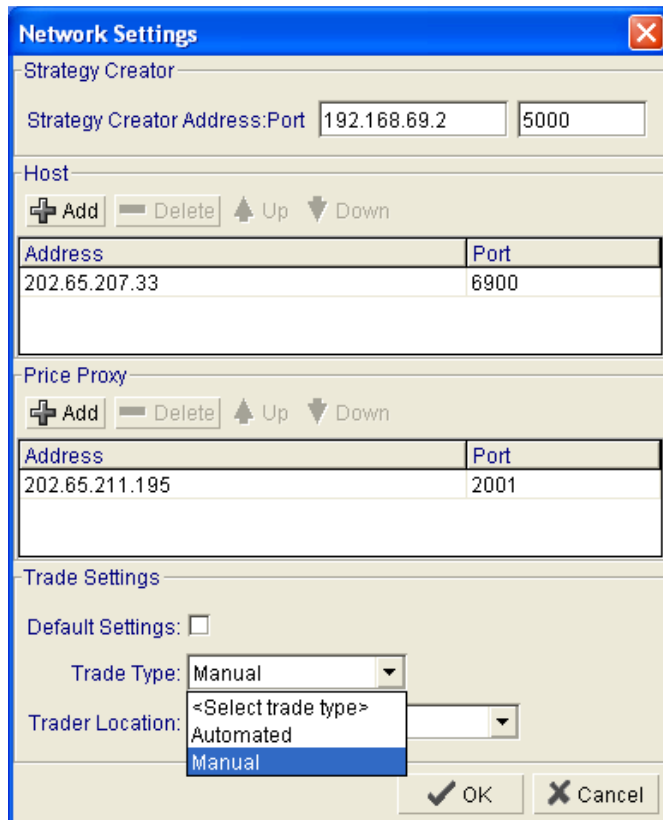 Network Settings
Strategy Creator
Strategy Creator Address:Port 192.168.69.2 5000
Host
Add Delete Up Down
Address Port
202.65.207.33 6900
Price Proxy
Add Delete Up Down
Address Port
202.65.211.195 2001
Trade Settings
Default Settings:
Trade Type: Manual
<Select trade type>
Trader Location:
Automated
Manual
OK Cancel